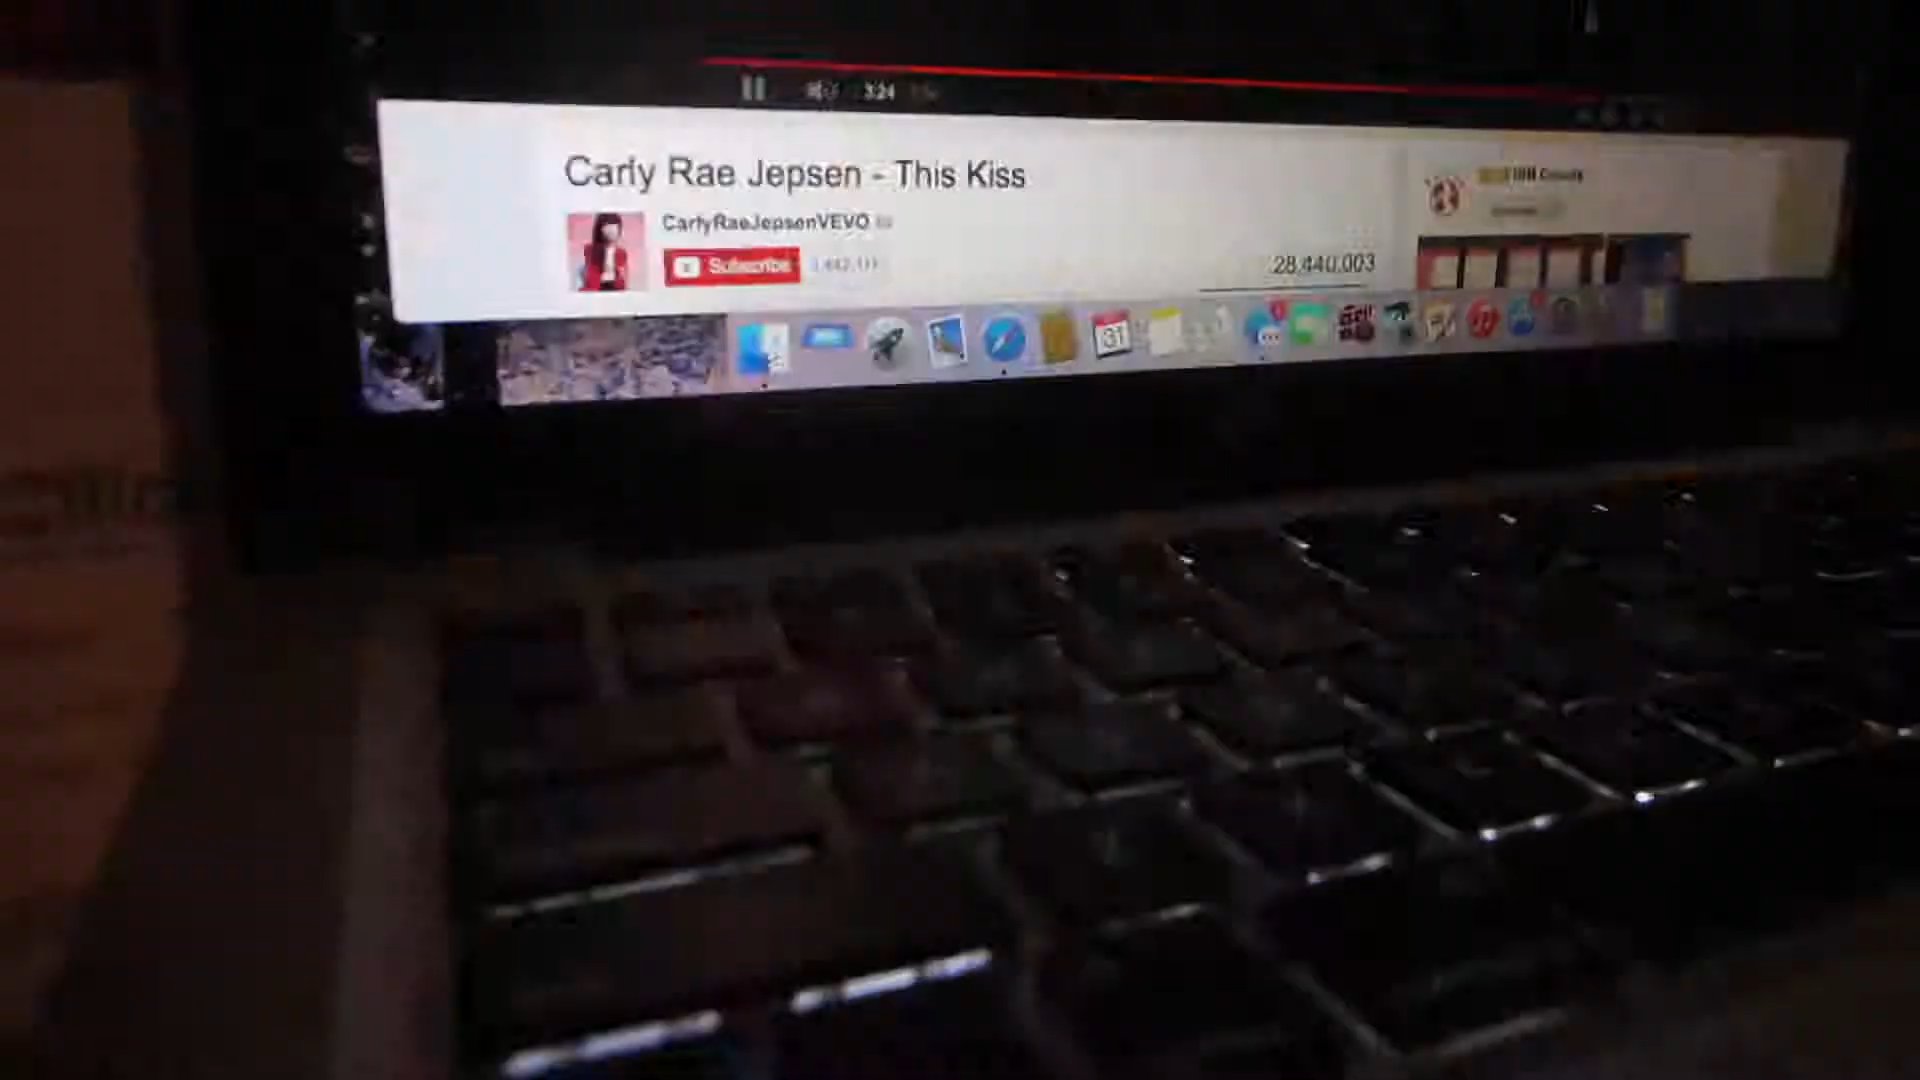 3:24
Carly Rae Jepsen - This Kiss
CarlyRaeJepsenVEVO
Subscribe
28,440,003
31